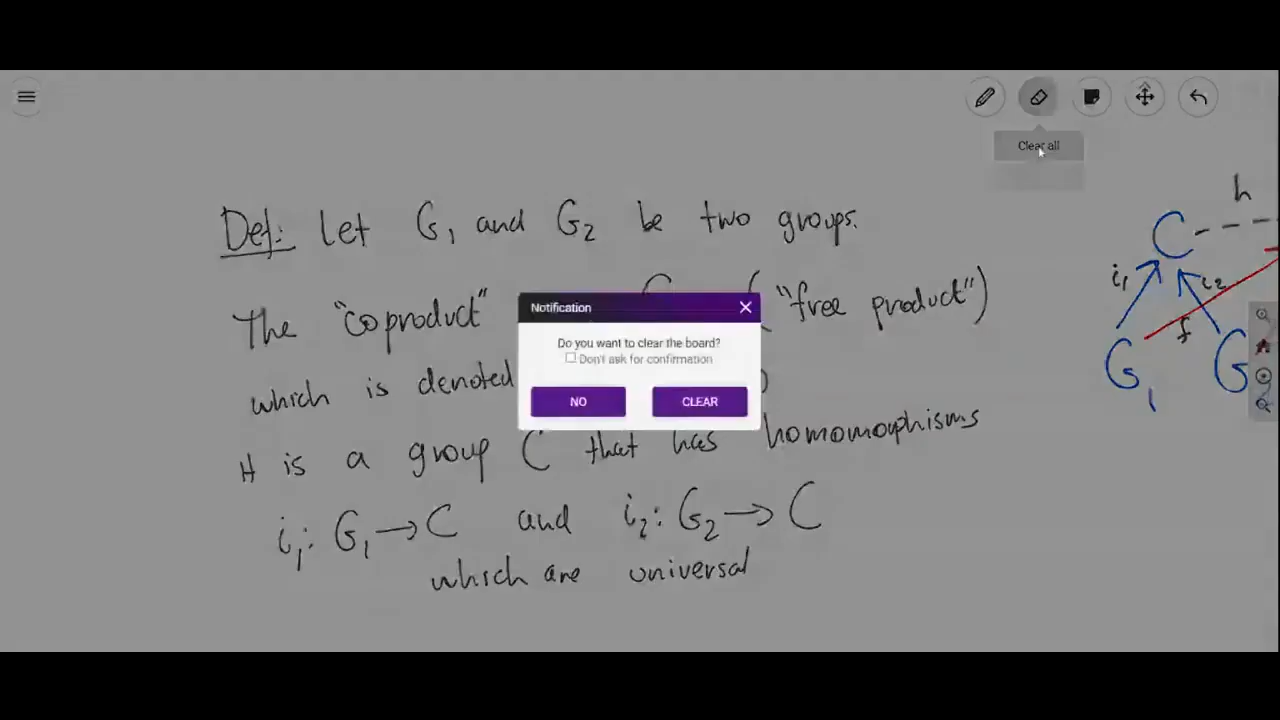 Clear all
h
Def: let G₁ and G₂ be two groups.
C
i₁ i₂
The "coproduct" ("free product")
f
G₁ G
which is denoted
Notification
Do you want to clear the board?
Don't ask for confirmation
NO CLEAR
It is a group C that has homomorphisms
i₁: G₁ → C and i₂: G₂ → C
which are universal